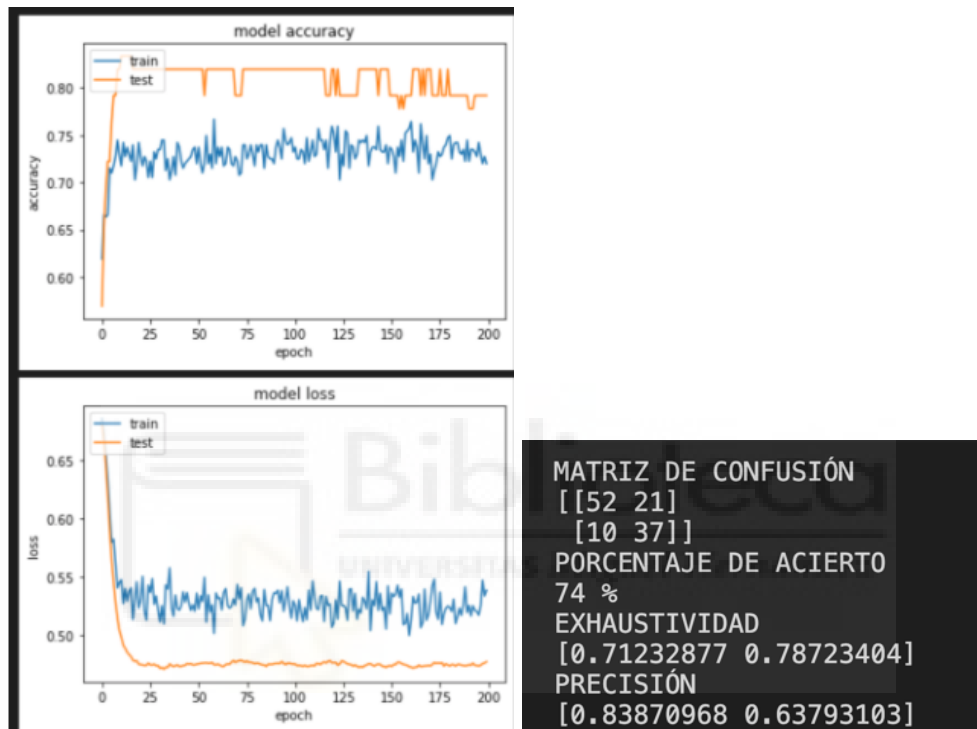 model accuracy
train
test
0.80
0.75
0.70
0.65
0.60
accuracy
0 25 50 75 100 125 150 175 200
epoch
model loss
train
test
0.65
0.60
0.55
0.50
loss
0 25 50 75 100 125 150 175 200
epoch
Biblioteca
MATRIZ DE CONFUSIÓN
[[52 21]
[10 37]]
PORCENTAJE DE ACIERTO
74 %
EXHAUSTIVIDAD
[0.71232877 0.78723404]
PRECISIÓN
[0.83870968 0.63793103]